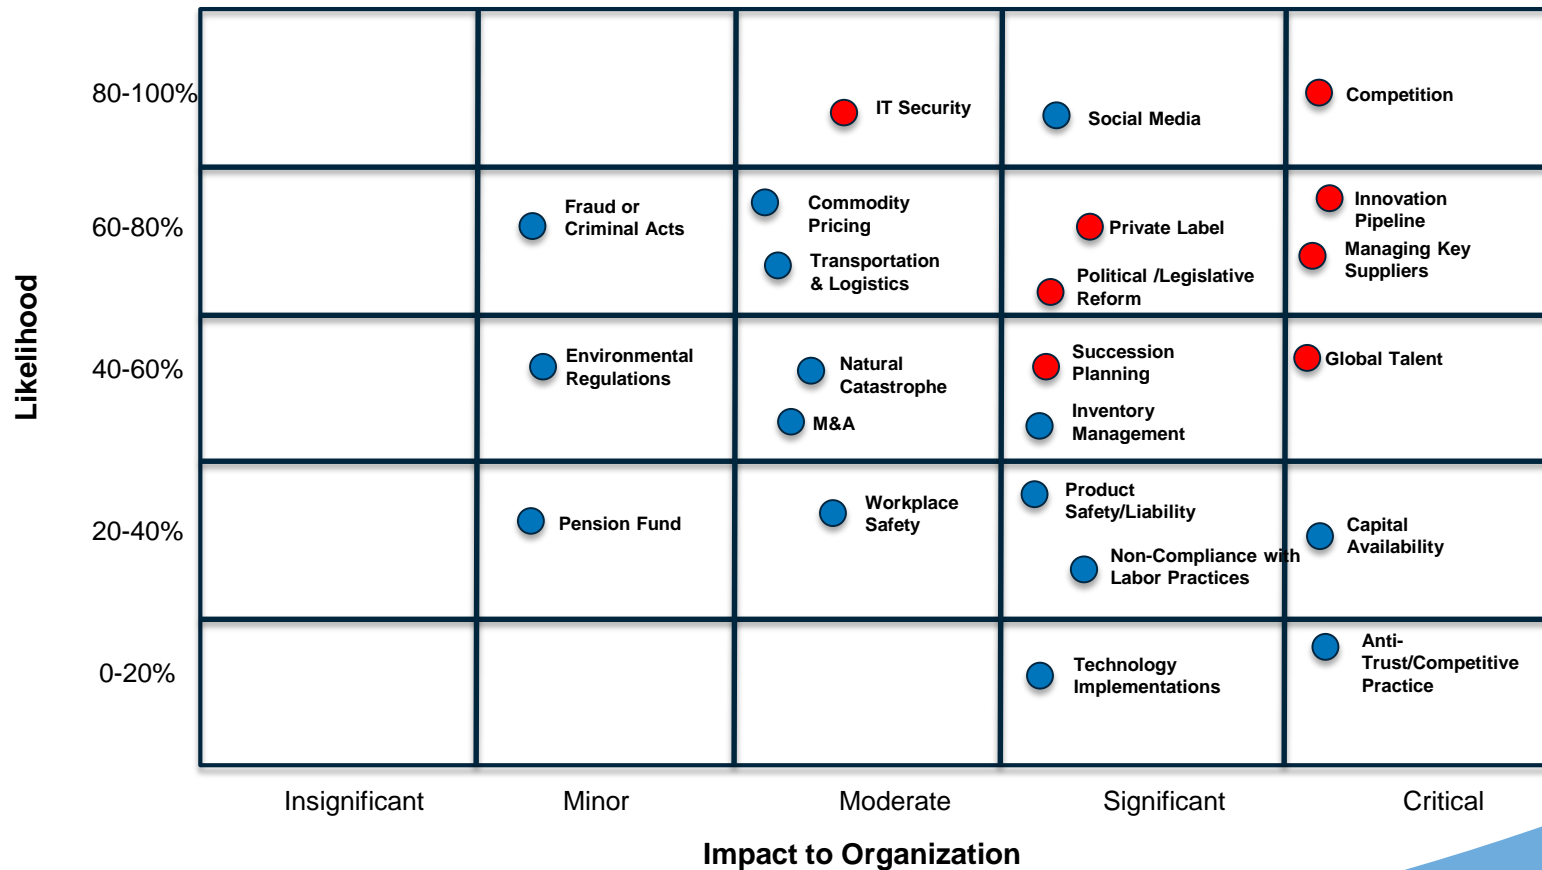 Likelihood
80-100%
IT Security
Social Media
Competition
60-80%
Fraud or
Criminal Acts
Commodity
Pricing
Transportation
& Logistics
Private Label
Political /Legislative
Reform
Innovation
Pipeline
Managing Key
Suppliers
40-60%
Environmental
Regulations
Natural
Catastrophe
M&A
Succession
Planning
Inventory
Management
Global Talent
20-40%
Pension Fund
Workplace
Safety
Product
Safety/Liability
Non-Compliance with
Labor Practices
Capital
Availability
0-20%
Technology
Implementations
Anti-
Trust/Competitive
Practice
Insignificant
Minor
Moderate
Significant
Critical
Impact to Organization